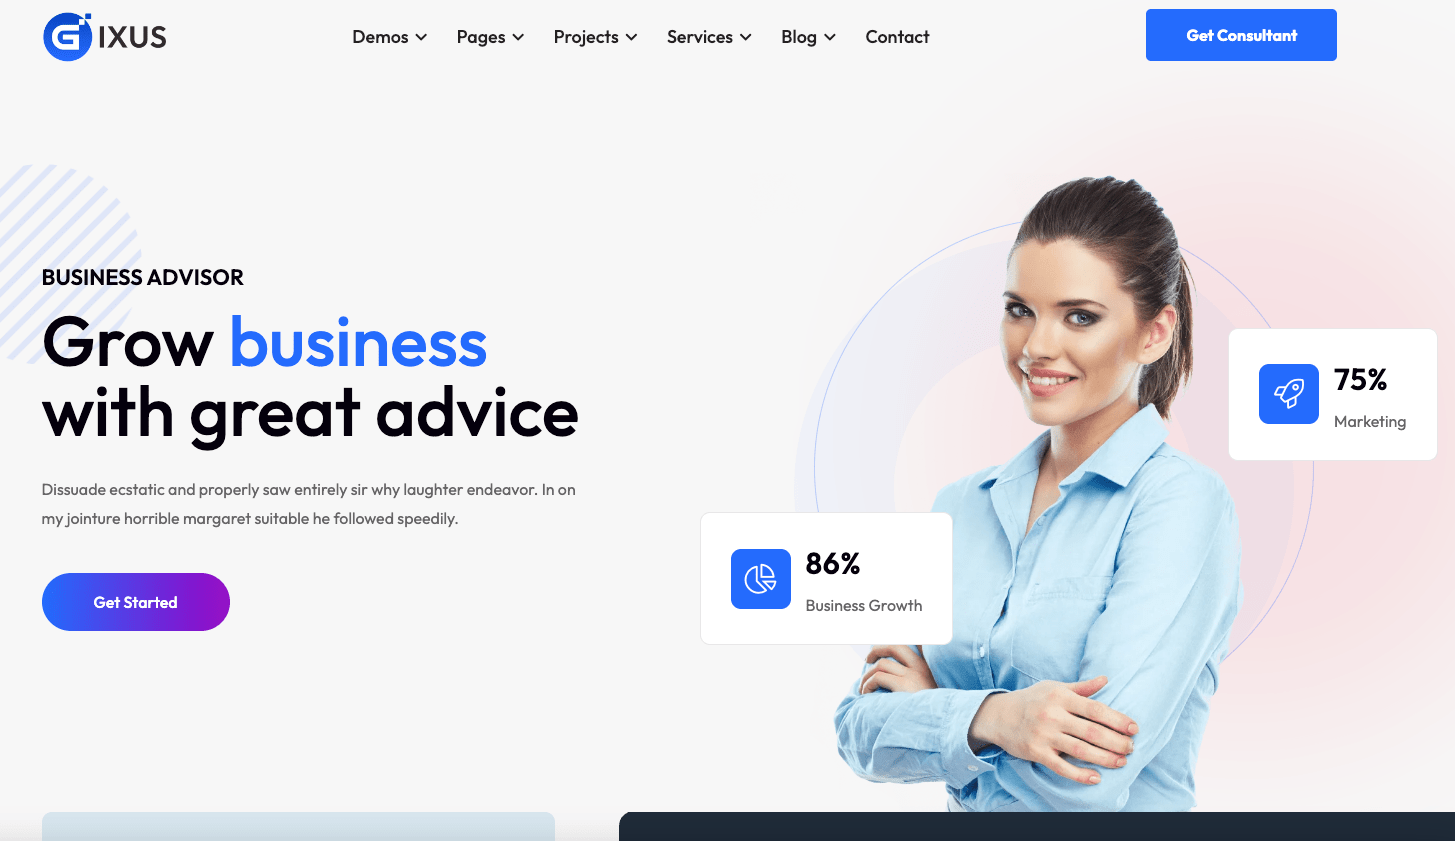 GIXUS
Demos Pages Projects Services Blog Contact
Get Consultant
BUSINESS ADVISOR
Grow business
with great advice
Dissuade ecstatic and properly saw entirely sir why laughter endeavor. In on
my jointure horrible margaret suitable he followed speedily.
Get Started
75%
Marketing
86%
Business Growth